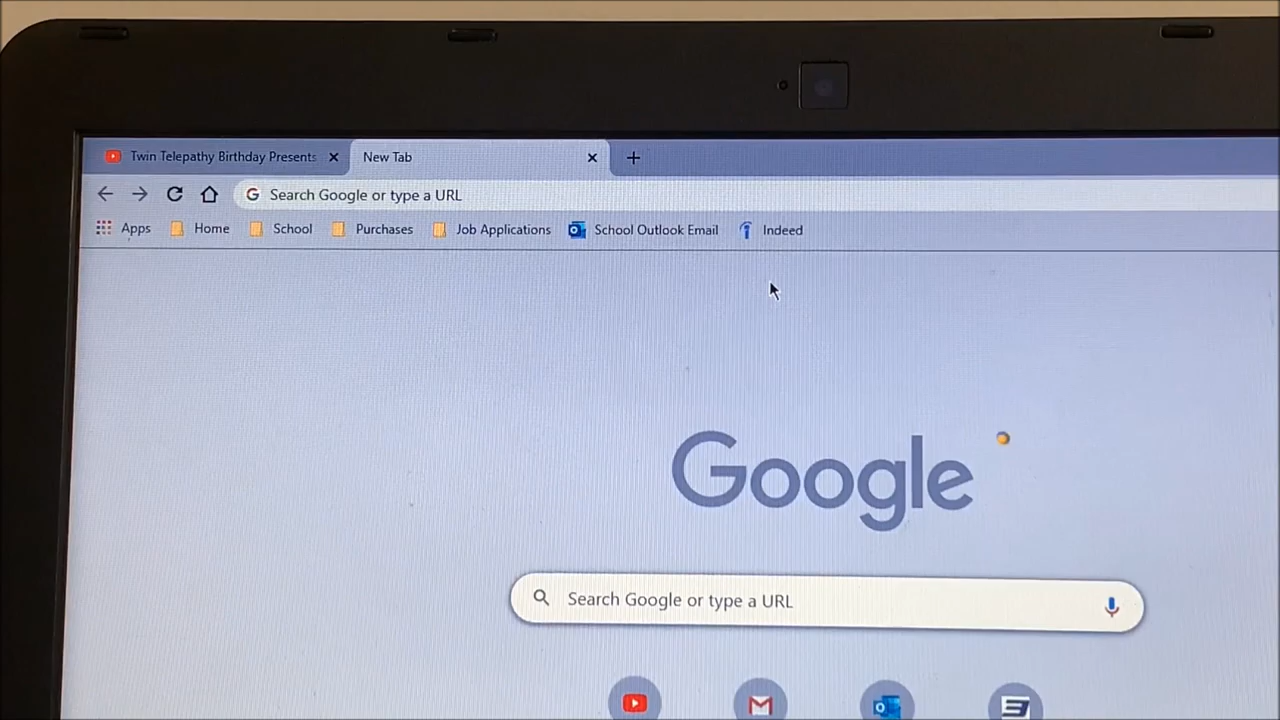 Twin Telepathy Birthday Presents
New Tab
Search Google or type a URL
Apps Home School Purchases Job Applications School Outlook Email Indeed
Google
Search Google or type a URL